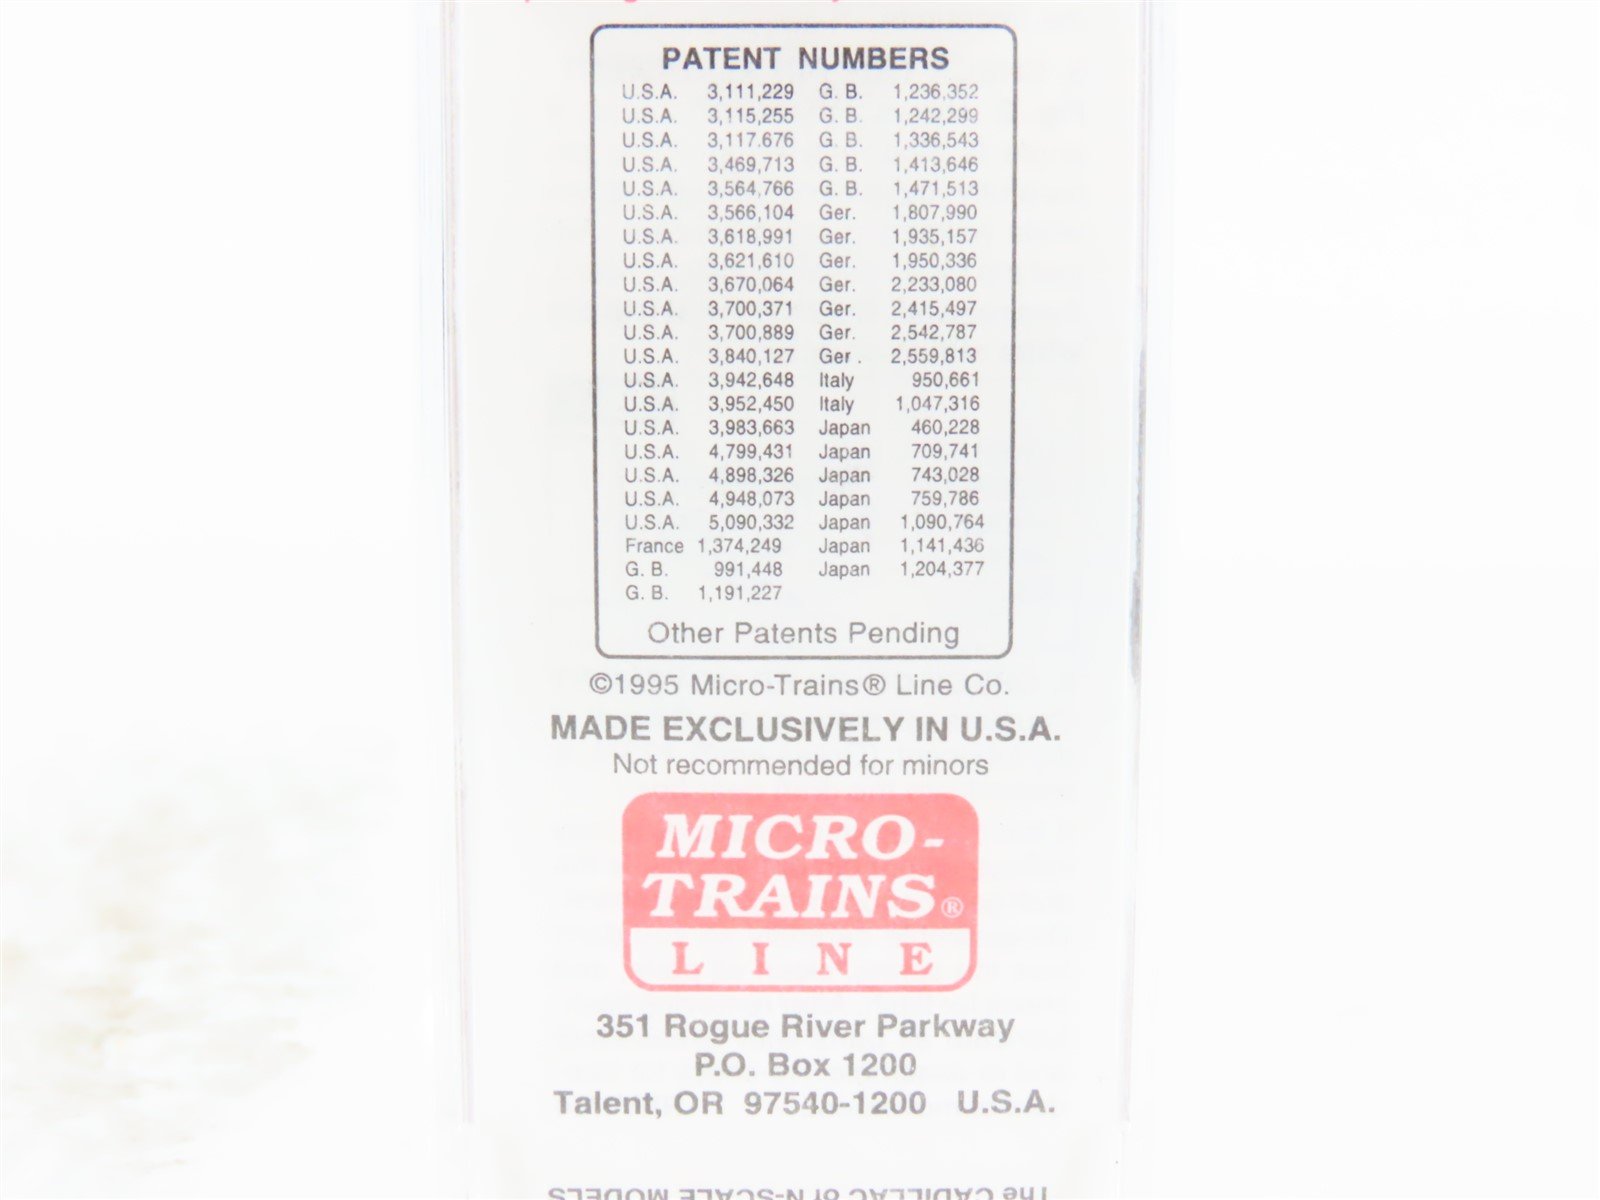 PATENT NUMBERS
U.S.A. 3,111,229 G. B. 1,236,352
U.S.A. 3,115,255 G. B. 1,242,299
U.S.A. 3,117.676 G. B. 1,336,543
U.S.A. 3,469,713 G. B. 1,413,646
U.S.A. 3,564,766 G. B. 1,471,513
U.S.A. 3,566,104 Ger. 1,807,990
U.S.A. 3,618,991 Ger. 1,935,157
U.S.A. 3,621,610 Ger. 1,950,336
U.S.A. 3,670,064 Ger. 2,233,080
U.S.A. 3,700,371 Ger. 2,415,497
U.S.A. 3,700,889 Ger. 2,542,787
U.S.A. 3,840,127 Ger . 2,559,813
U.S.A. 3,942,648 Italy 950,661
U.S.A. 3,952,450 Italy 1,047,316
U.S.A. 3,983,663 Japan 460,228
U.S.A. 4,799,431 Japan 709,741
U.S.A. 4,898,326 Japan 743,028
U.S.A. 4,948,073 Japan 759,786
U.S.A. 5,090,332 Japan 1,090,764
France 1,374,249 Japan 1,141,436
G. B. 991,448 Japan 1,204,377
G. B. 1,191,227
Other Patents Pending
©1995 Micro-Trains® Line Co.
MADE EXCLUSIVELY IN U.S.A.
Not recommended for minors
MICRO-
TRAINS®
LINE
351 Rogue River Parkway
P.O. Box 1200
Talent, OR 97540-1200 U.S.A.
The CADILLAC of N-SCALE MODELS